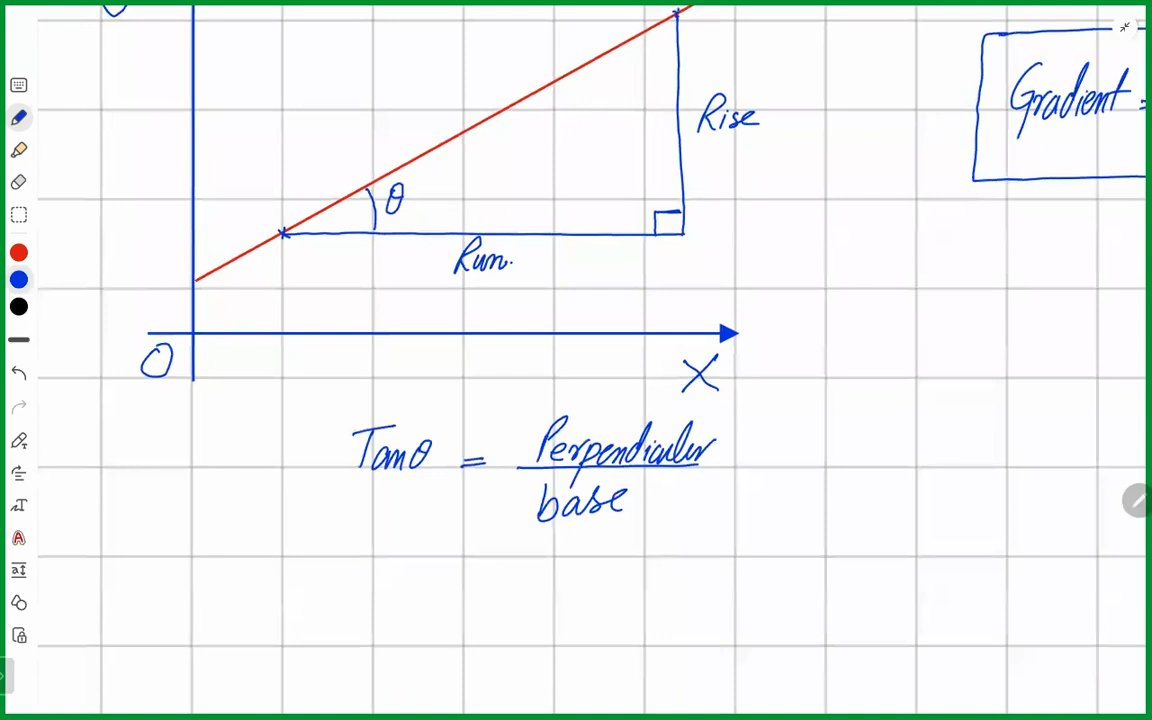 Rise
Gradient =
θ
Run.
O
X
Tanθ = Perpendicular
base